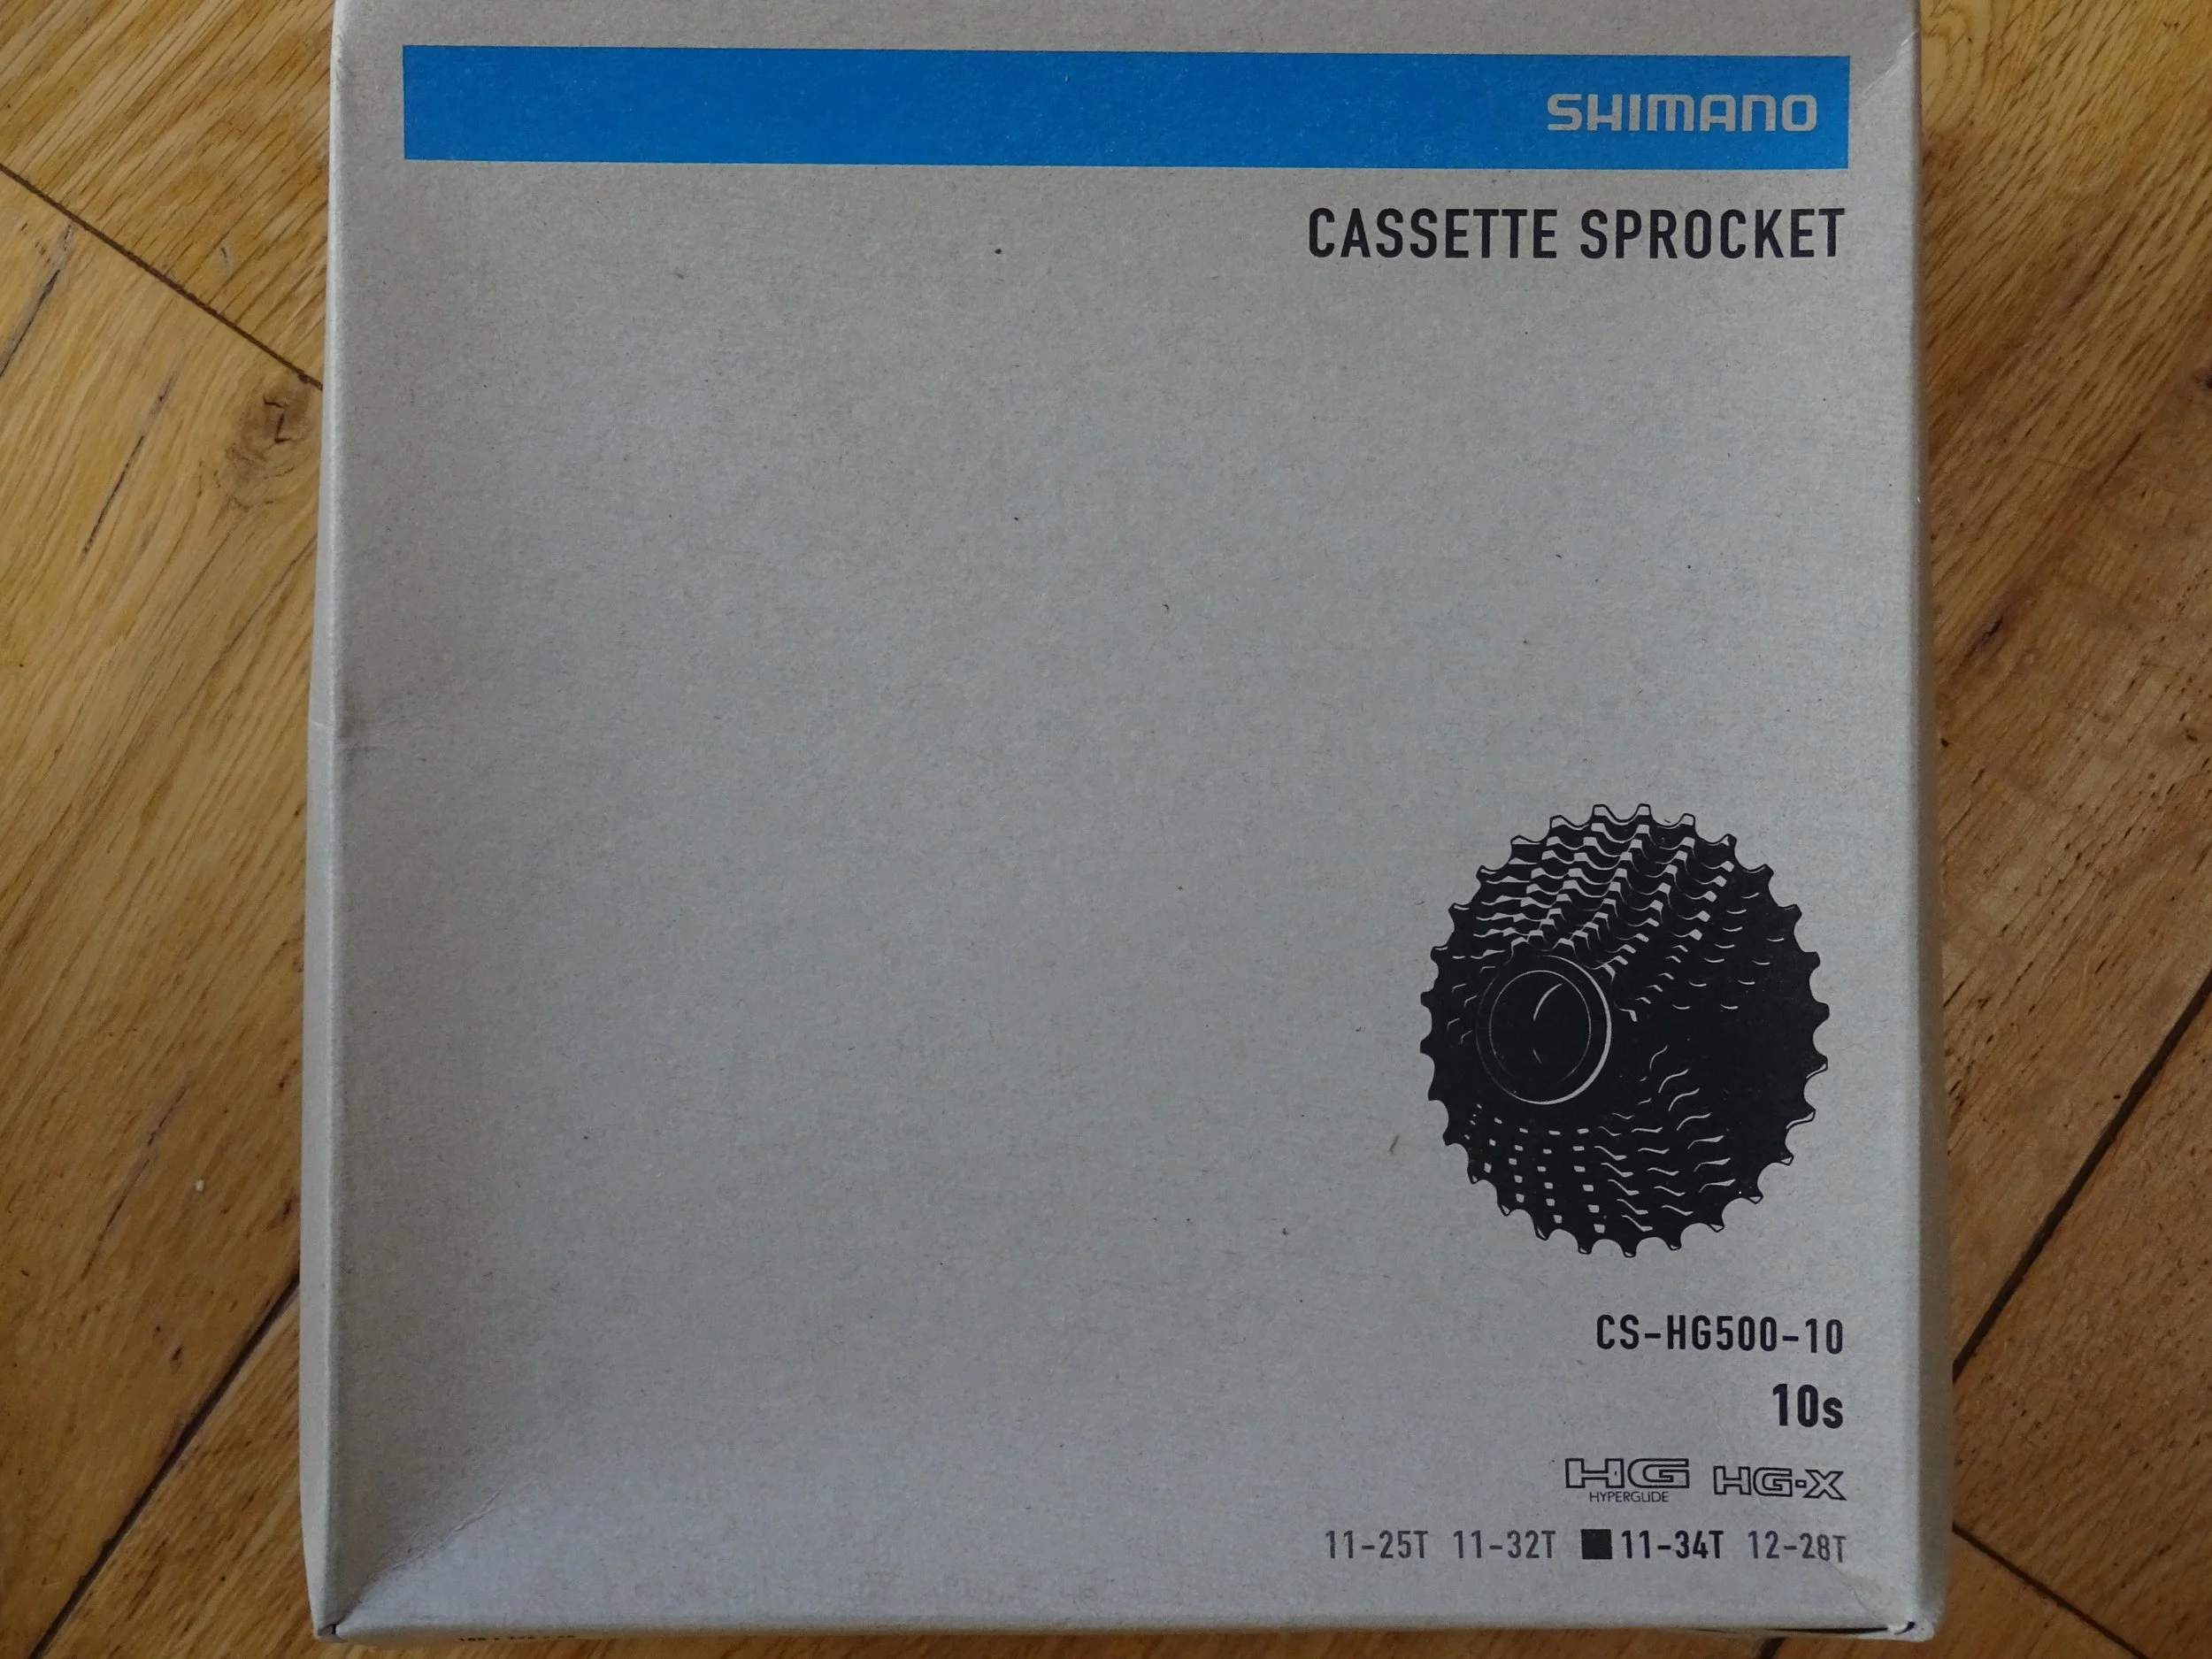 SHIMANO
CASSETTE SPROCKET
CS-HG500-10
10s
HG HG-X
HYPERGLIDE
11-25T 11-32T ■11-34T 12-28T